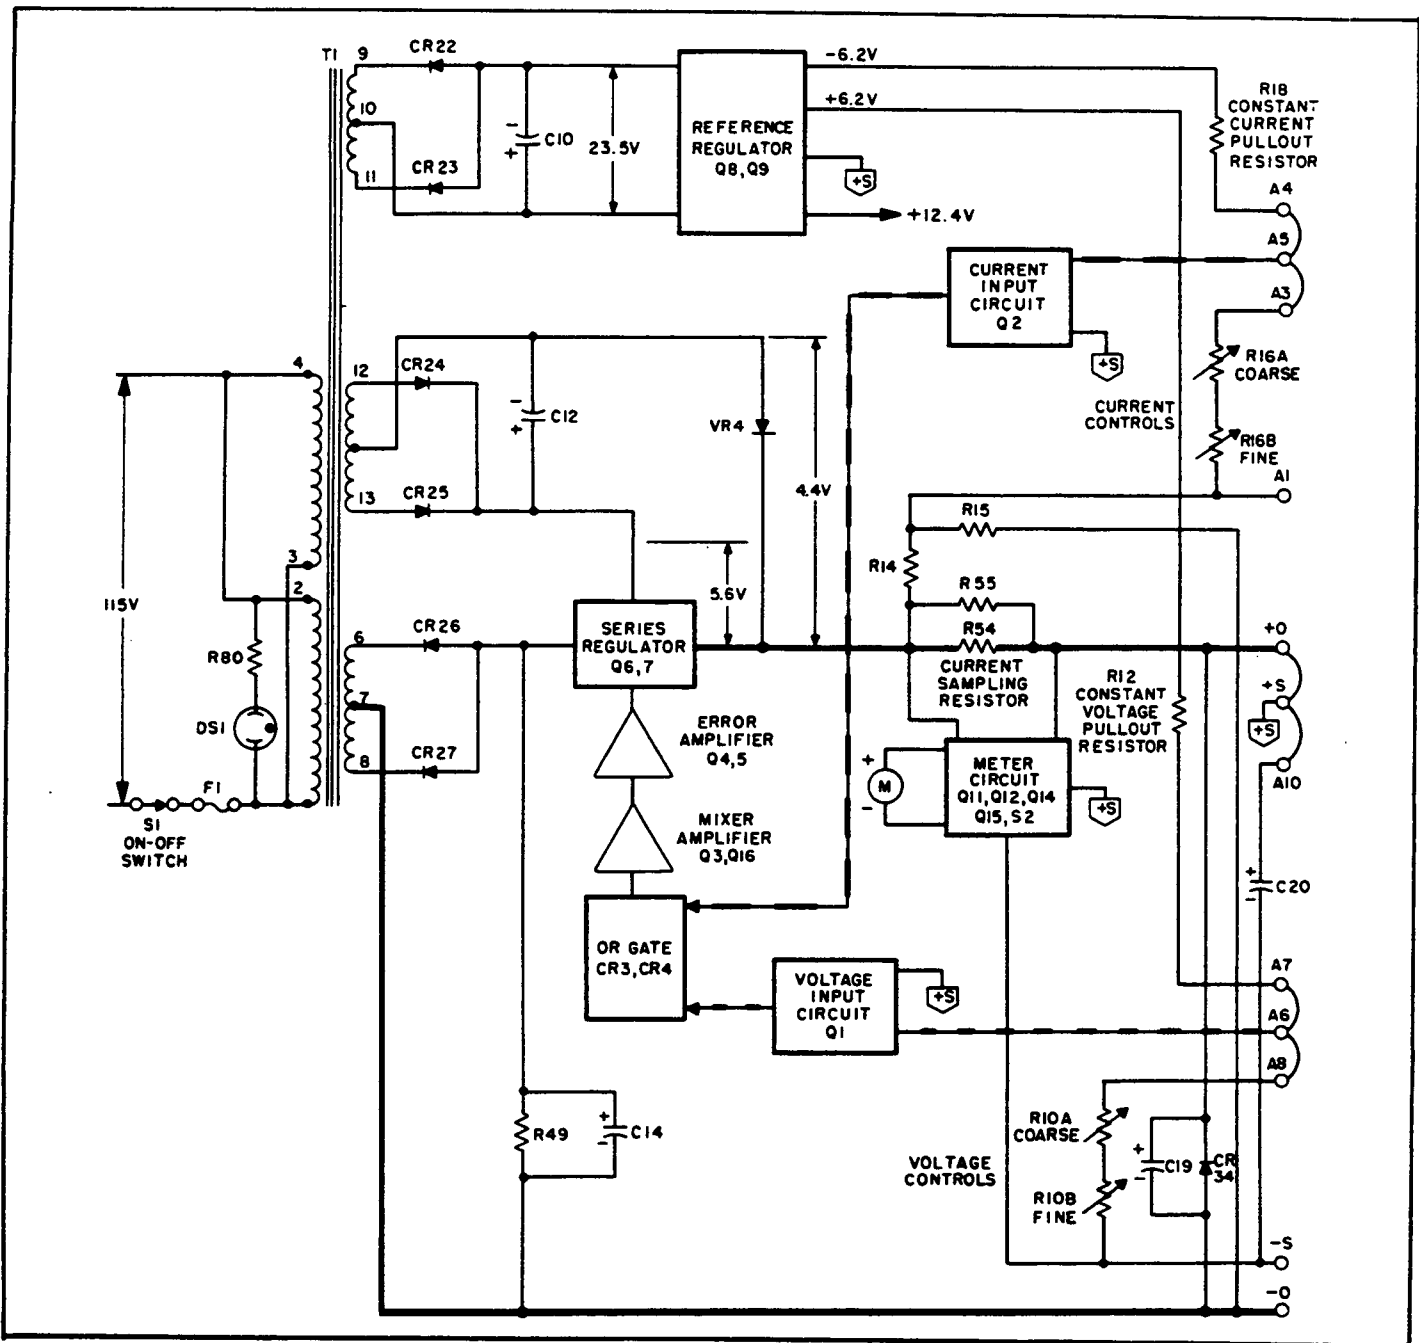 T1
9
CR22
10
11
CR23
-
+
C10
23.5V
REFERENCE
REGULATOR
Q8,Q9
-6.2V
+6.2V
+S
+12.4V
R18
CONSTANT
CURRENT
PULLOUT
RESISTOR
A4
A5
A3
CURRENT
INPUT
CIRCUIT
Q2
+S
R16A
COARSE
CURRENT
CONTROLS
R16B
FINE
A1
4
12
CR24
-
+
C12
VR4
13
CR25
4.4V
3
2
115V
5.6V
R15
R14
R55
R54
CURRENT
SAMPLING
RESISTOR
6
CR26
SERIES
REGULATOR
Q6,7
+O
+S
+S
A10
R80
DS1
7
8
CR27
R12
CONSTANT
VOLTAGE
PULLOUT
RESISTOR
ERROR
AMPLIFIER
Q4,5
+
M
-
METER
CIRCUIT
Q11,Q12,Q14
Q15,S2
+S
F1
S1
ON-OFF
SWITCH
MIXER
AMPLIFIER
Q3,Q16
+
-
C20
OR GATE
CR3,CR4
VOLTAGE
INPUT
CIRCUIT
Q1
+S
A7
A6
A8
R49
+
-
C14
R10A
COARSE
VOLTAGE
CONTROLS
R10B
FINE
+
-
C19
CR
34
-S
-O